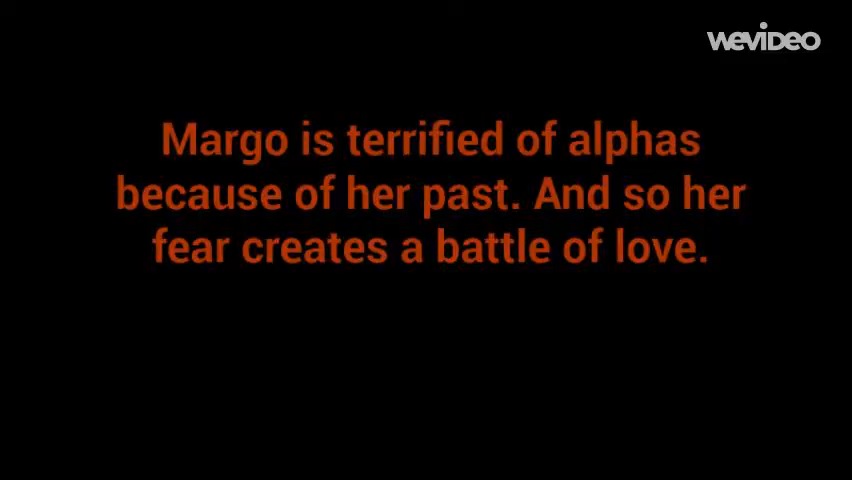 WEVIDEO
Margo is terrified of alphas
because of her past. And so her
fear creates a battle of love.